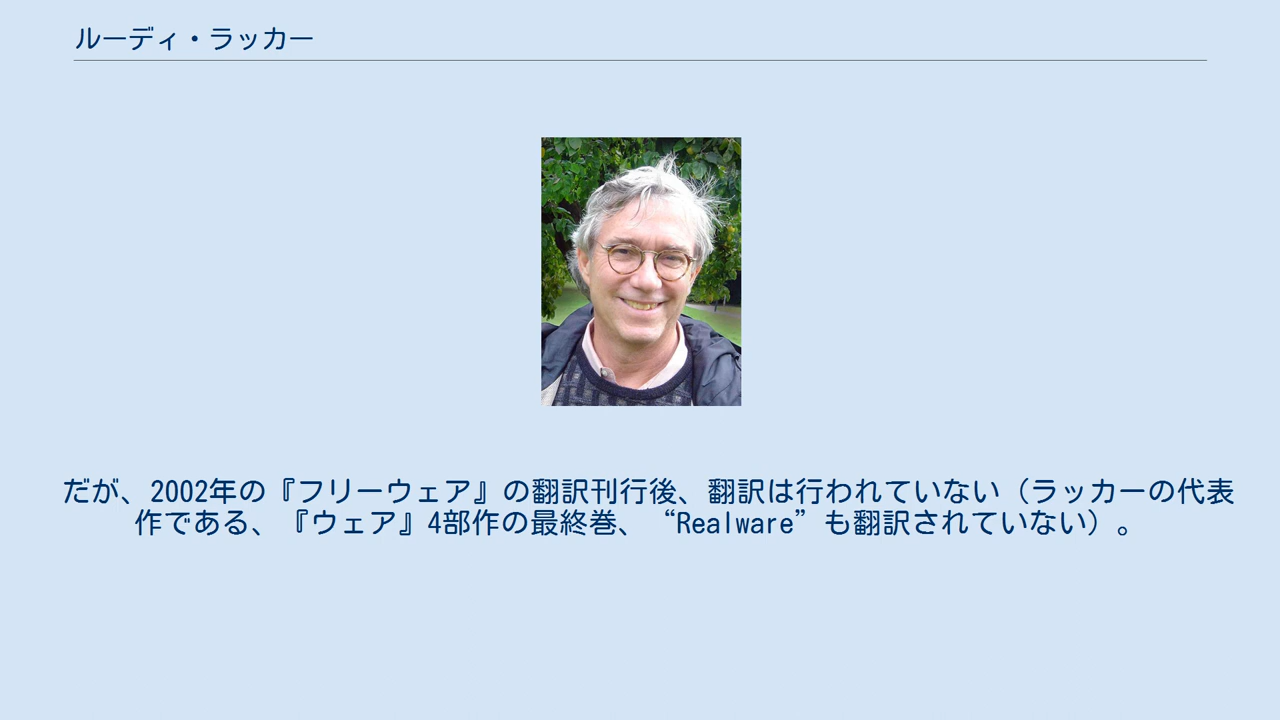 ルーディ・ラッカー
だが、2002年の『フリーウェア』の翻訳刊行後、翻訳は行われていない（ラッカーの代表
作である、『ウェア』4部作の最終巻、“Realware”も翻訳されていない）。